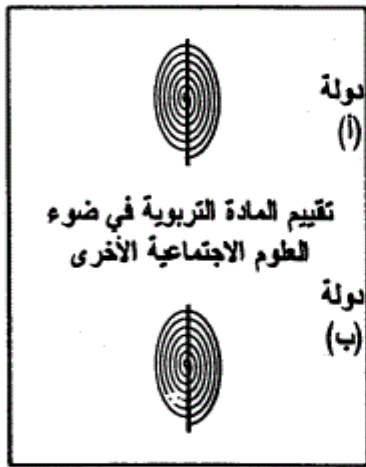 دولة
(أ)
تقييم المادة التربوية في ضوء
العلوم الاجتماعية الأخرى
دولة
(ب)